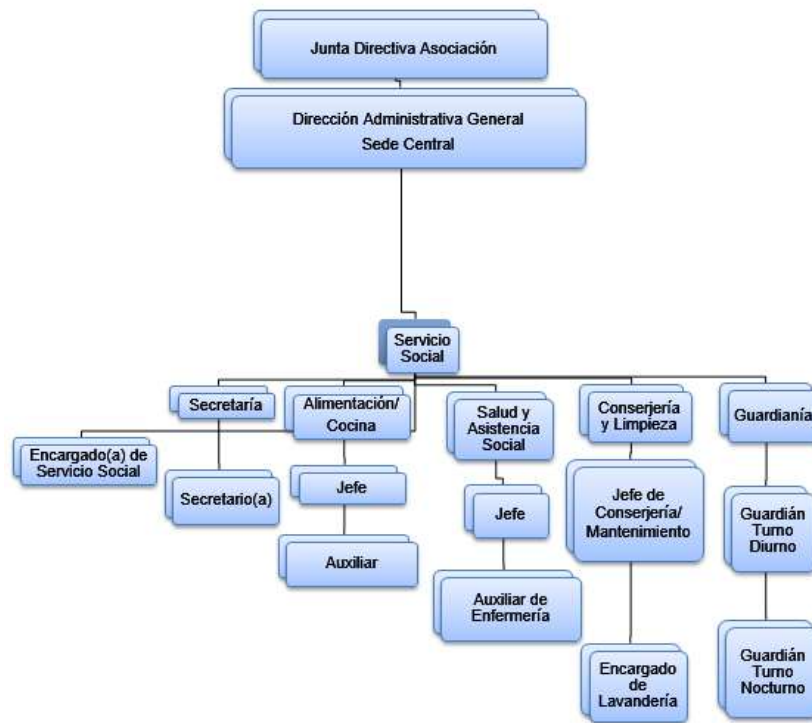 Junta Directiva Asociación
Dirección Administrativa General
Sede Central
Servicio
Social
Secretaría
Alimentación/
Cocina
Salud y
Asistencia
Social
Conserjería
y Limpieza
Guardianía
Encargado(a) de
Servicio Social
Secretario(a)
Jefe
Jefe
Jefe de
Conserjería/
Mantenimiento
Guardián
Turno
Diurno
Auxiliar
Auxiliar de
Enfermería
Encargado
de
Lavandería
Guardián
Turno
Nocturno